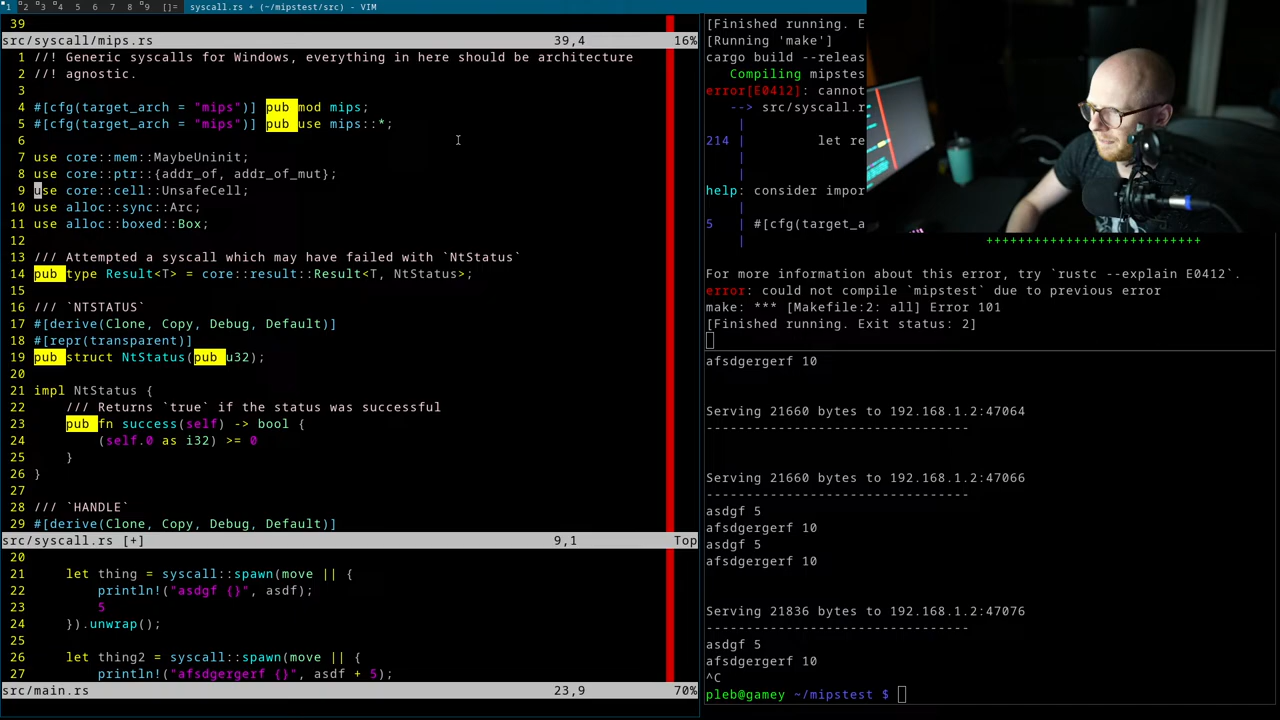 1 2 3 4 5 6 7 8 9 []= syscall.rs + (~/mipstest/src) - VIM
39
src/syscall/mips.rs 39,4 16%
1 //! Generic syscalls for Windows, everything in here should be architecture
2 //! agnostic.
3
4 #[cfg(target_arch = "mips")] pub mod mips;
5 #[cfg(target_arch = "mips")] pub use mips::*;
6
7 use core::mem::MaybeUninit;
8 use core::ptr::{addr_of, addr_of_mut};
9 use core::cell::UnsafeCell;
10 use alloc::sync::Arc;
11 use alloc::boxed::Box;
12
13 /// Attempted a syscall which may have failed with `NtStatus`
14 pub type Result<T> = core::result::Result<T, NtStatus>;
15
16 /// `NTSTATUS`
17 #[derive(Clone, Copy, Debug, Default)]
18 #[repr(transparent)]
19 pub struct NtStatus(pub u32);
20
21 impl NtStatus {
22 /// Returns `true` if the status was successful
23 pub fn success(self) -> bool {
24 (self.0 as i32) >= 0
25 }
26 }
27
28 /// `HANDLE`
29 #[derive(Clone, Copy, Debug, Default)]
src/syscall.rs [+] 9,1 Top
20
21 let thing = syscall::spawn(move || {
22 println!("asdgf {}", asdf);
23 5
24 }).unwrap();
25
26 let thing2 = syscall::spawn(move || {
27 println!("afsdgergerf {}", asdf + 5);
src/main.rs 23,9 70%
[Finished running. E
[Running 'make']
cargo build --releas
Compiling mipstes
error[E0412]: cannot
--> src/syscall.r
|
214 | let re
|
help: consider impor
|
5 | #[cfg(target_a
|
++++++++++++++++++++++++++
For more information about this error, try `rustc --explain E0412`.
error: could not compile `mipstest` due to previous error
make: *** [Makefile:2: all] Error 101
[Finished running. Exit status: 2]
afsdgergerf 10
Serving 21660 bytes to 192.168.1.2:47064
---------------------------------
Serving 21660 bytes to 192.168.1.2:47066
---------------------------------
asdgf 5
afsdgergerf 10
asdgf 5
afsdgergerf 10
Serving 21836 bytes to 192.168.1.2:47076
---------------------------------
asdgf 5
afsdgergerf 10
^C
pleb@gamey ~/mipstest $